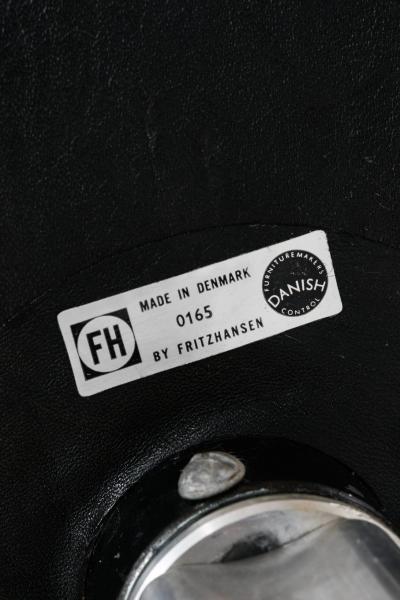 FH
MADE IN DENMARK
0165
BY FRITZHANSEN
FURNITUREMAKERS
DANISH
CONTROL